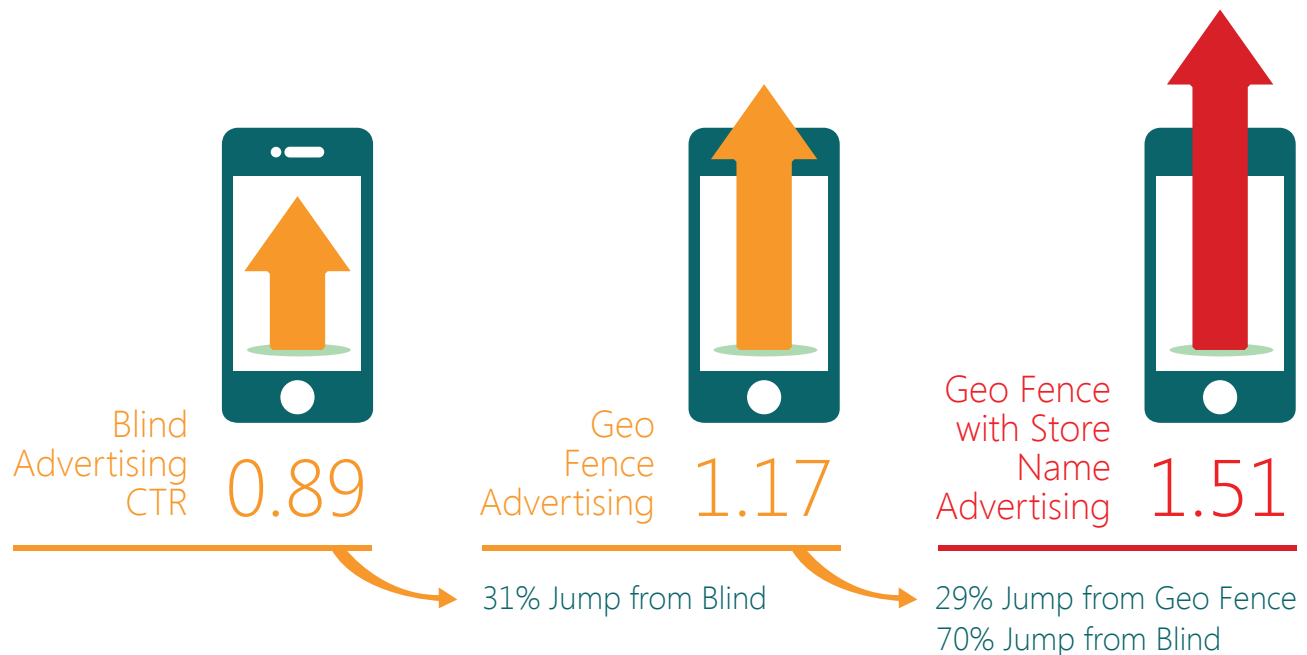 Blind
Advertising
CTR
0.89
Geo
Fence
Advertising
1.17
Geo Fence
with Store
Name
Advertising
1.51
31% Jump from Blind
29% Jump from Geo Fence
70% Jump from Blind